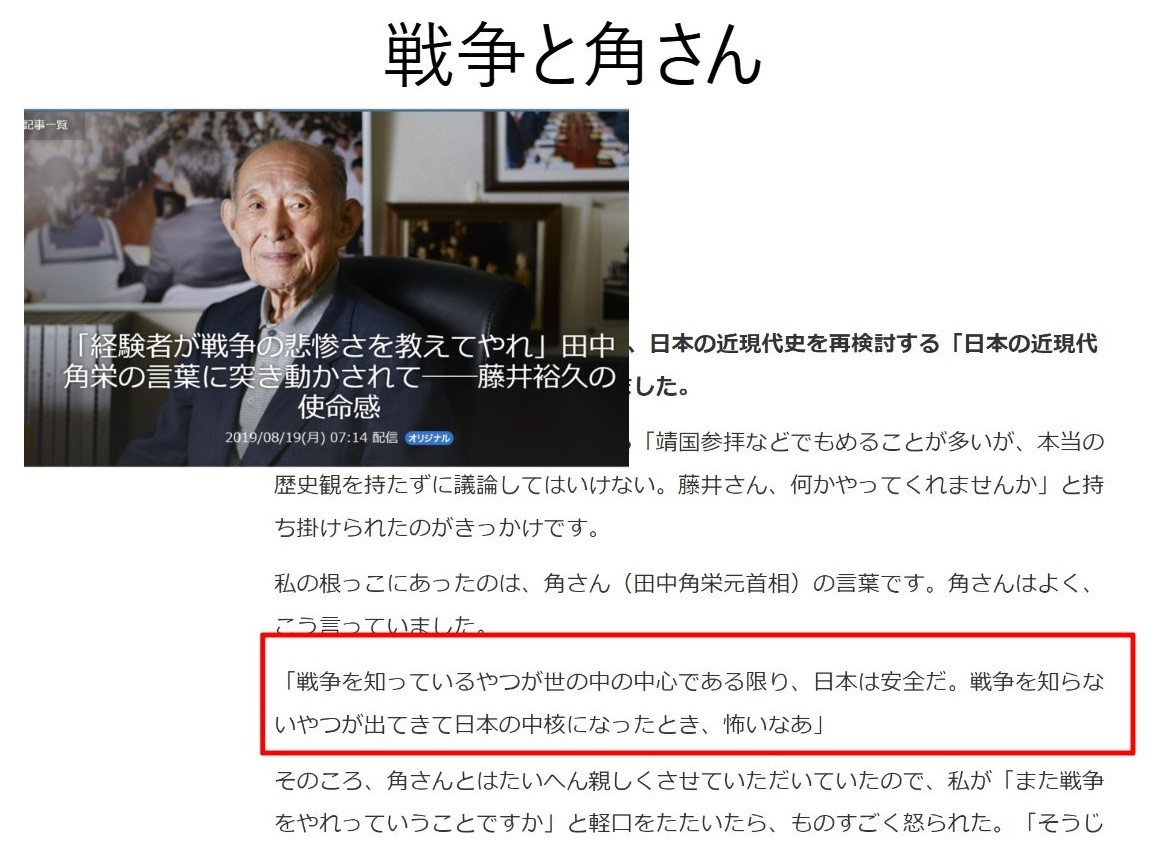 戦争と角さん
記事一覧
「経験者が戦争の悲惨さを教えてやれ」田中
角栄の言葉に突き動かされて──藤井裕久の
使命感
2019/08/19(月) 07:14 配信 オリジナル
、日本の近現代史を再検討する「日本の近現代
ました。
「靖国参拝などでもめることが多いが、本当の
歴史観を持たずに議論してはいけない。藤井さん、何かやってくれませんか」と持
ち掛けられたのがきっかけです。
私の根っこにあったのは、角さん（田中角栄元首相）の言葉です。角さんはよく、
こう言っていました。
「戦争を知っているやつが世の中の中心である限り、日本は安全だ。戦争を知らな
いやつが出てきて日本の中核になったとき、怖いなあ」
そのころ、角さんとはたいへん親しくさせていただいていたので、私が「また戦争
をやれっていうことですか」と軽口をたたいたら、ものすごく怒られた。「そうじ